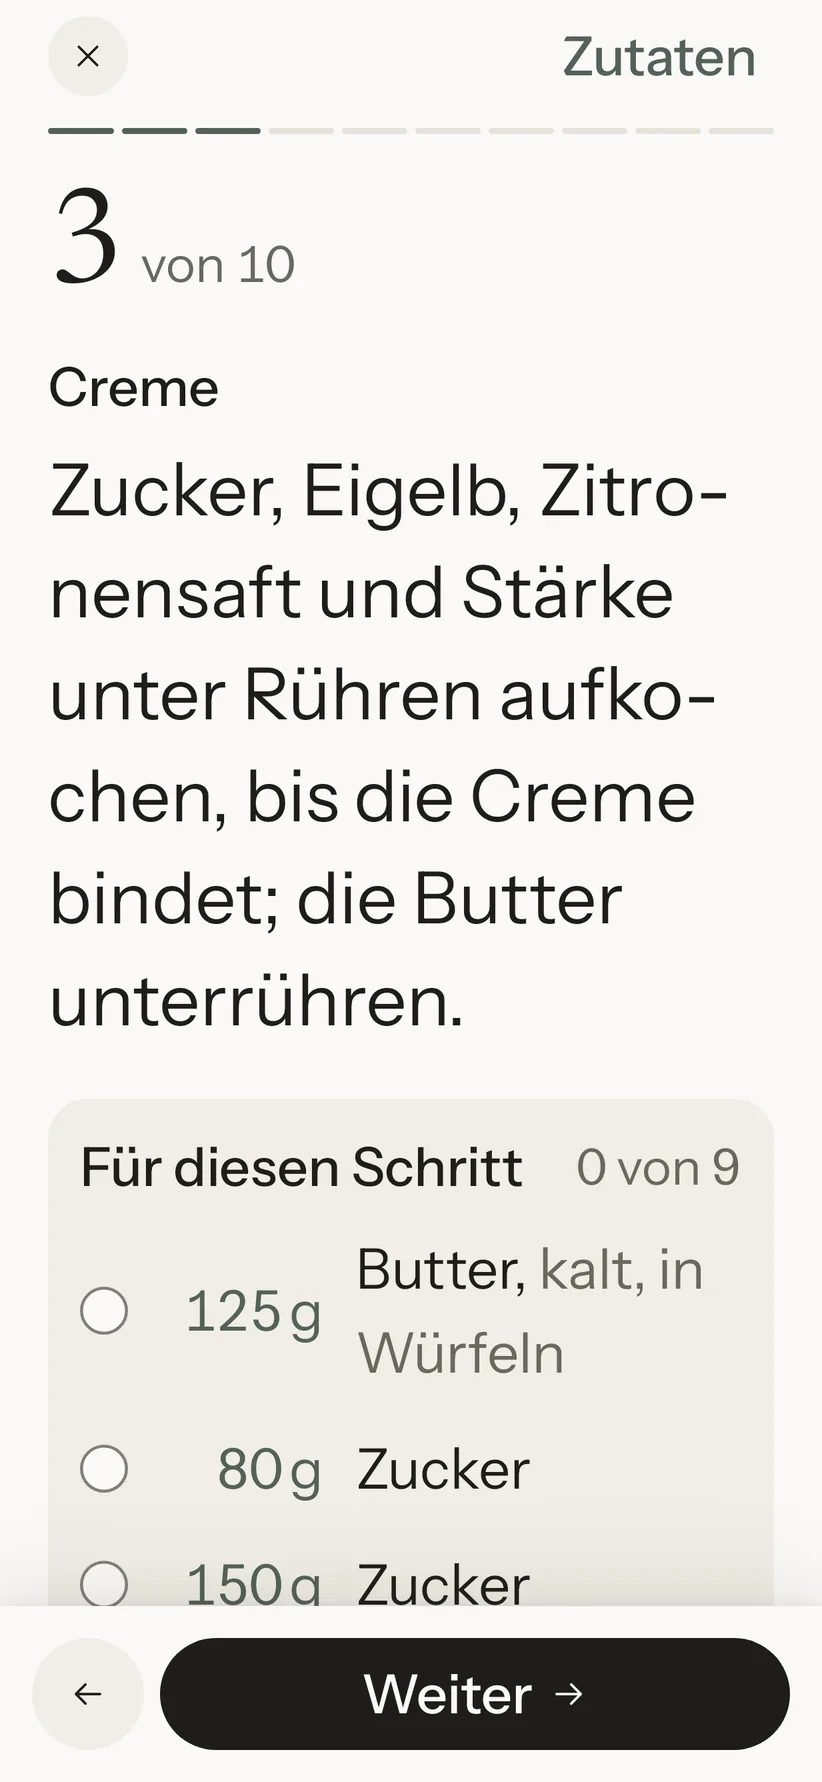 Zutaten
3 von 10
Creme
Zucker, Eigelb, Zitro-
nensaft und Stärke
unter Rühren aufko-
chen, bis die Creme
bindet; die Butter
unterrühren.
Für diesen Schritt 0 von 9
125 g Butter, kalt, in
Würfeln
80 g Zucker
150 g Zucker
Weiter →